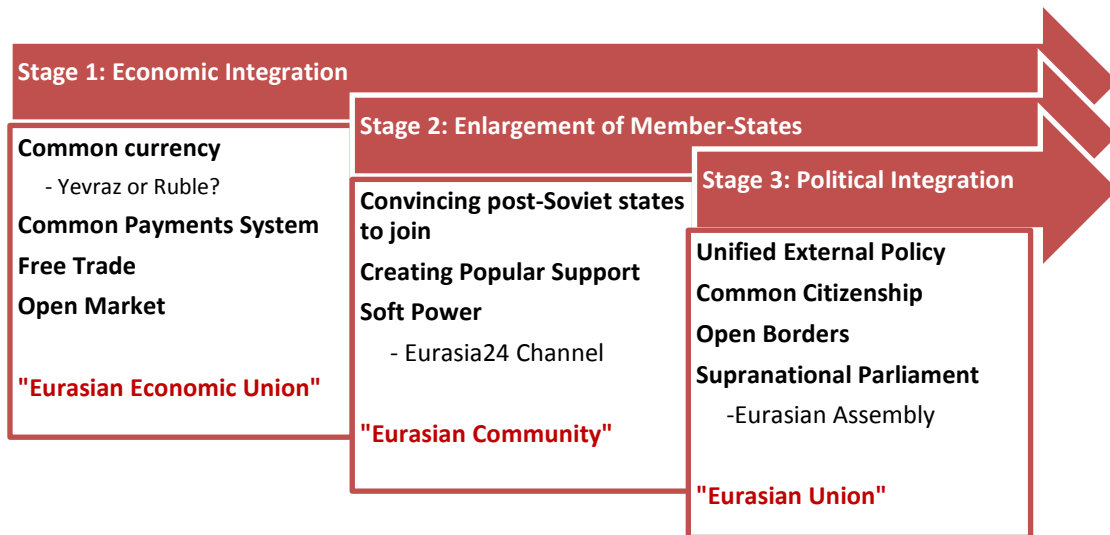 Stage 1: Economic Integration
Common currency
- Yevraz or Ruble?
Common Payments System
Free Trade
Open Market
"Eurasian Economic Union"
Stage 2: Enlargement of Member-States
Convincing post-Soviet states
to join
Creating Popular Support
Soft Power
- Eurasia24 Channel
"Eurasian Community"
Stage 3: Political Integration
Unified External Policy
Common Citizenship
Open Borders
Supranational Parliament
-Eurasian Assembly
"Eurasian Union"